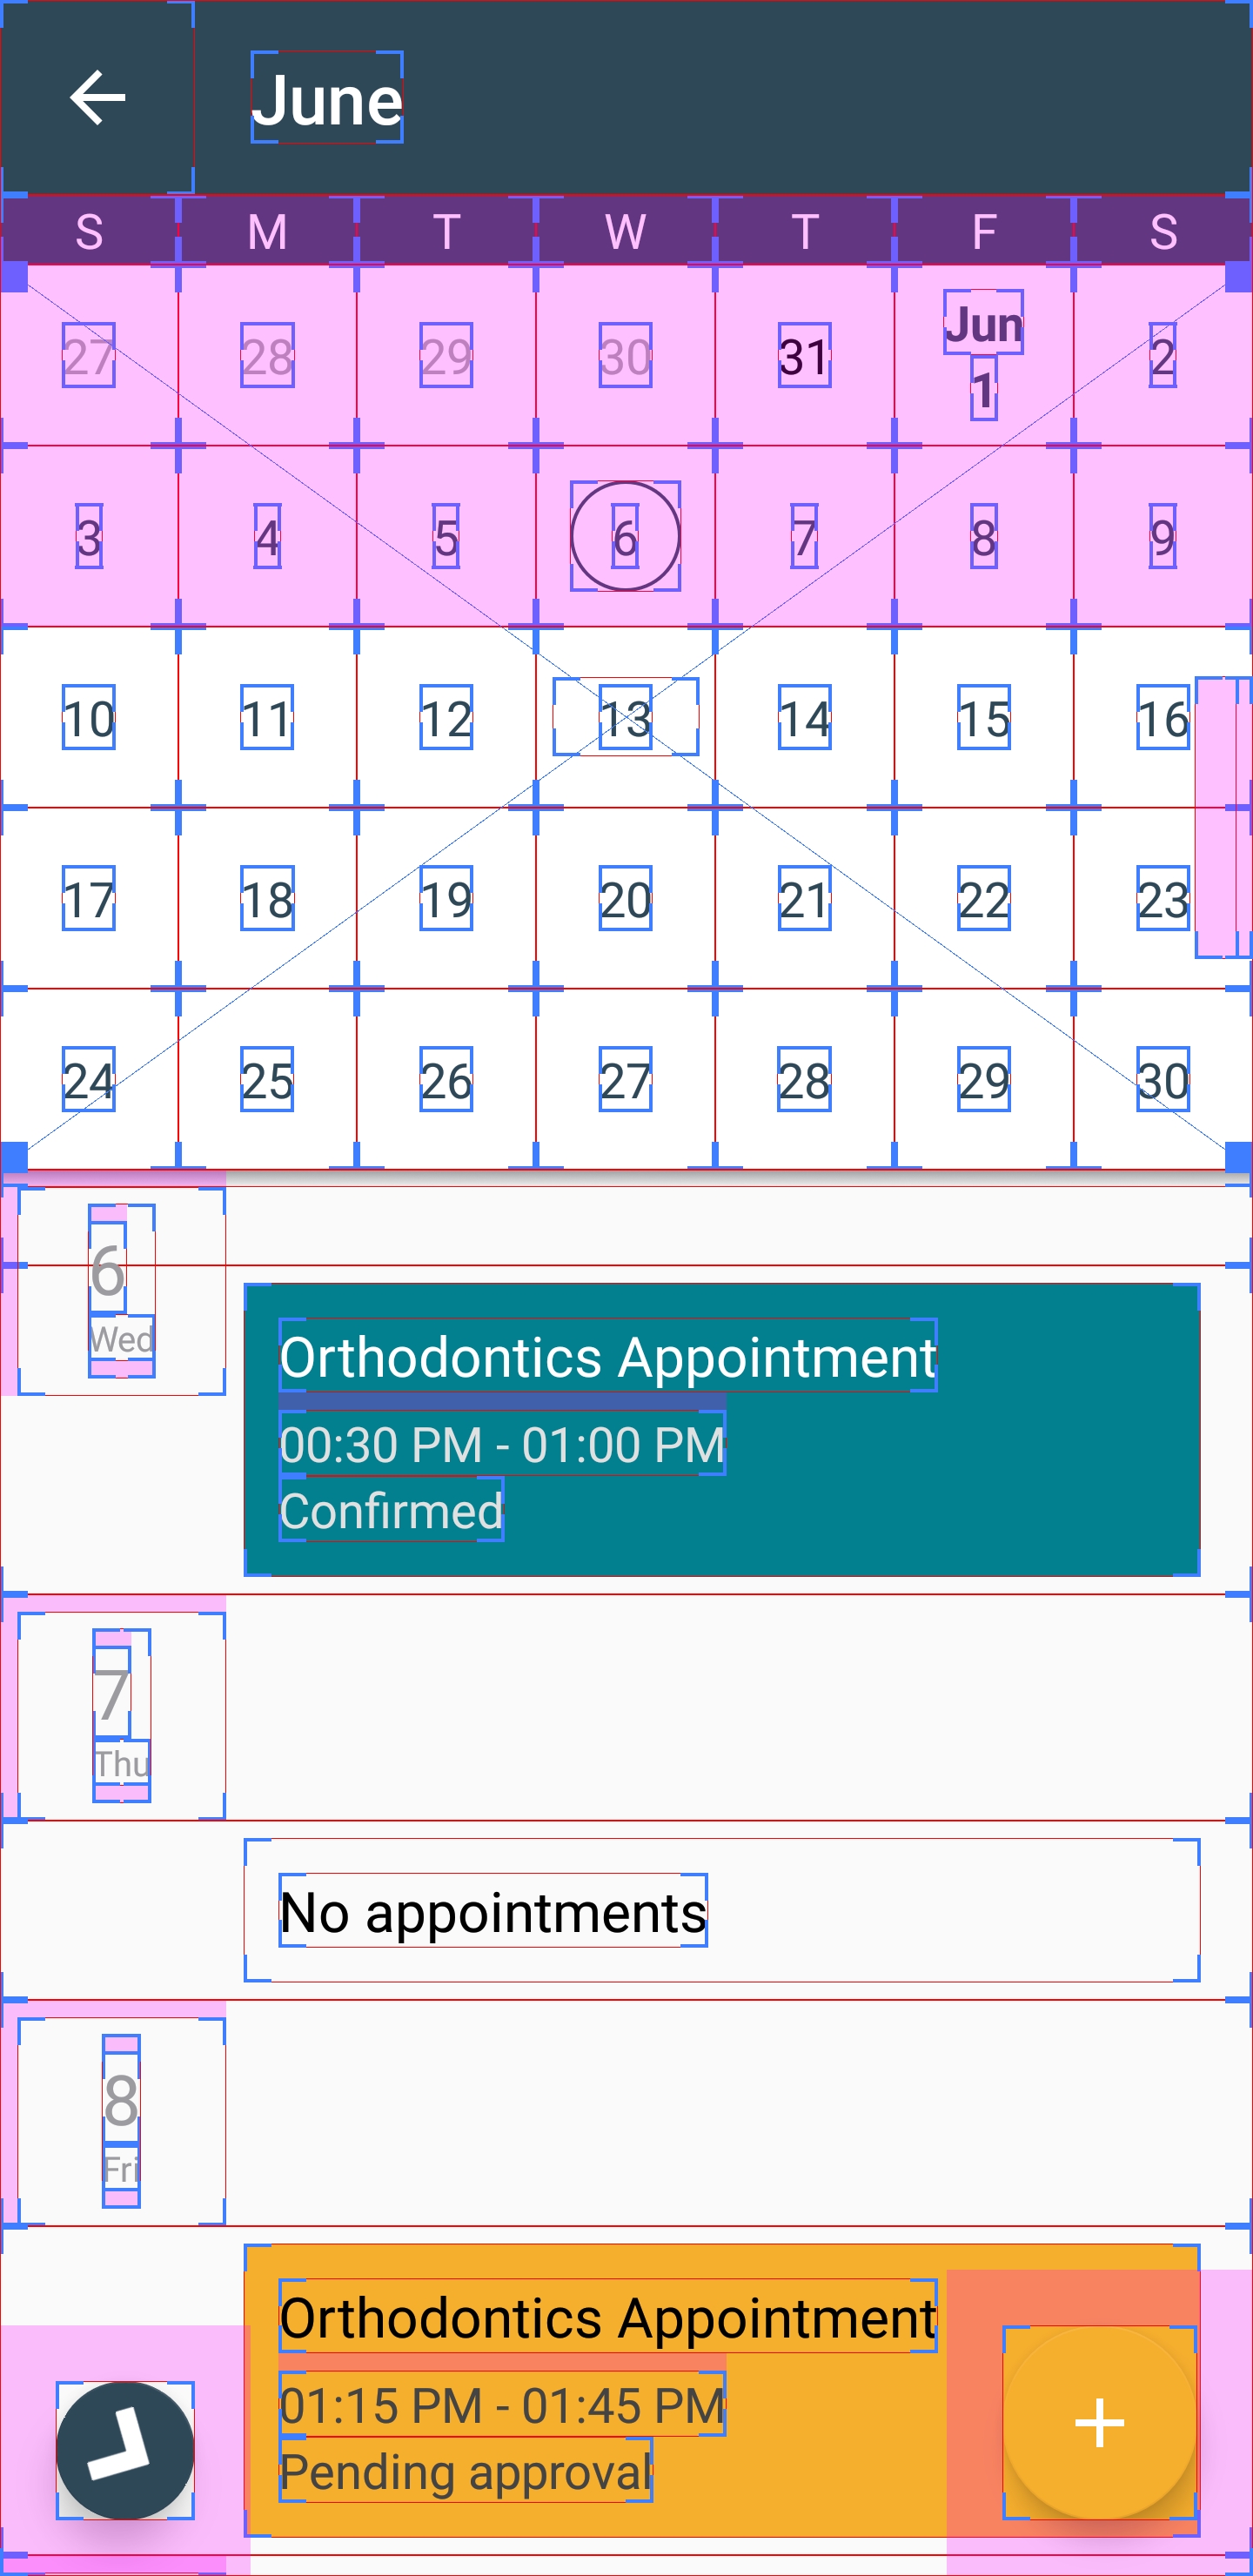 June
S M T W T F S
27 28 29 30 31 Jun 1 2
3 4 5 6 7 8 9
10 11 12 13 14 15 16
17 18 19 20 21 22 23
24 25 26 27 28 29 30
6
Wed
Orthodontics Appointment
00:30 PM - 01:00 PM
Confirmed
7
Thu
No appointments
8
Fri
Orthodontics Appointment
01:15 PM - 01:45 PM
Pending approval